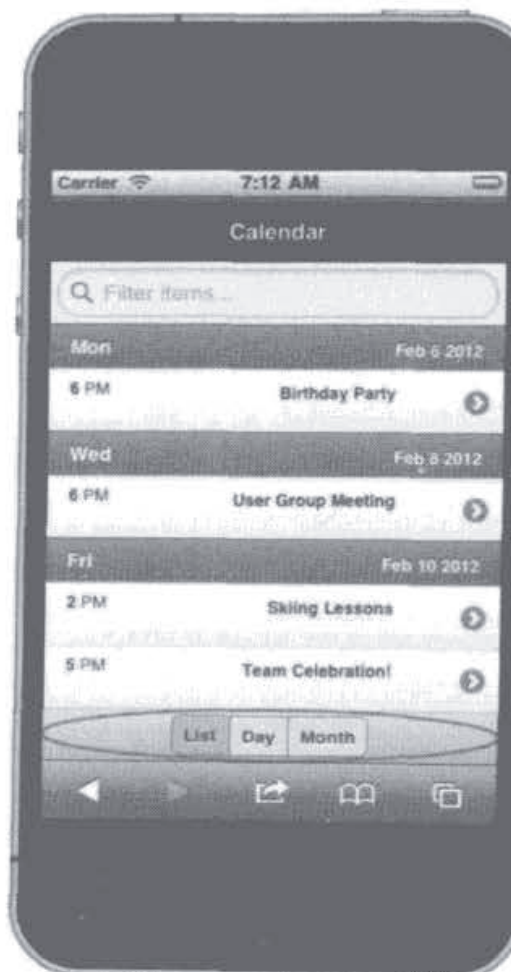 Carrier 7:12 AM
Calendar
Filter items...
Mon Feb 6 2012
6 PM Birthday Party
Wed Feb 8 2012
6 PM User Group Meeting
Fri Feb 10 2012
2 PM Skiing Lessons
5 PM Team Celebration!
List Day Month